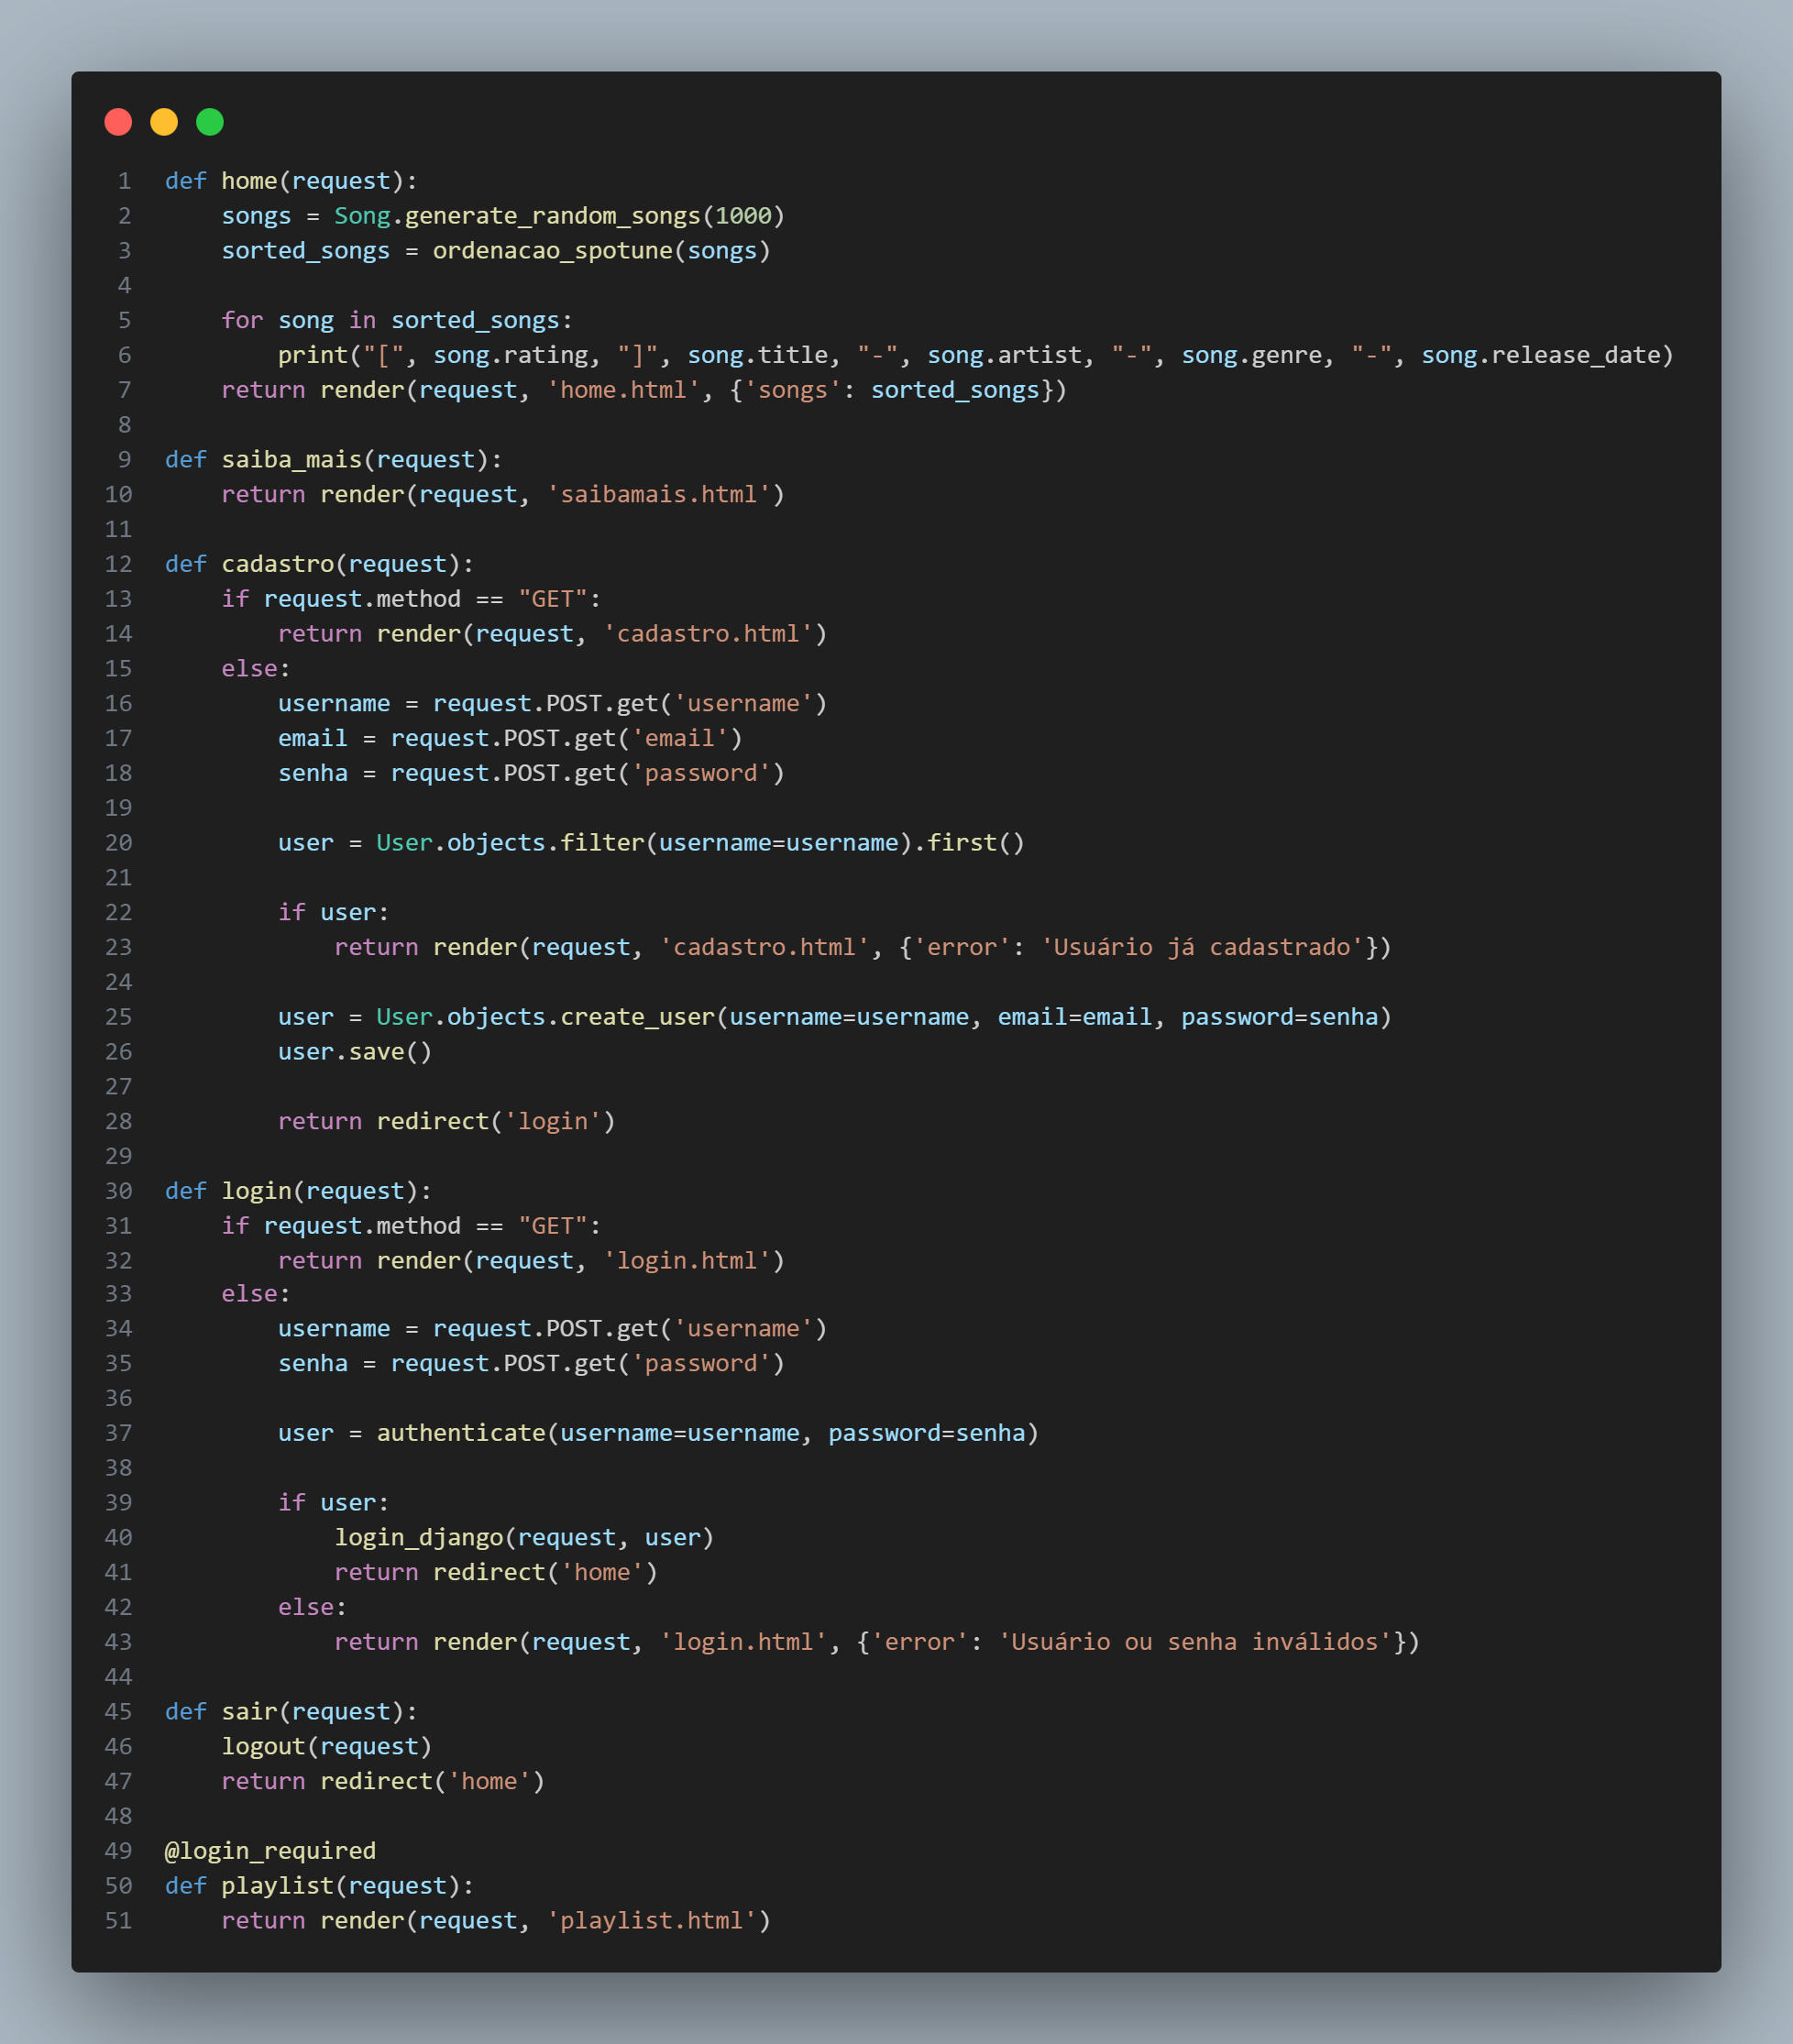 1 def home(request):
2     songs = Song.generate_random_songs(1000)
3     sorted_songs = ordenacao_spotune(songs)
4
5     for song in sorted_songs:
6         print("[", song.rating, "]", song.title, "-", song.artist, "-", song.genre, "-", song.release_date)
7     return render(request, 'home.html', {'songs': sorted_songs})
8
9 def saiba_mais(request):
10     return render(request, 'saibamais.html')
11
12 def cadastro(request):
13     if request.method == "GET":
14         return render(request, 'cadastro.html')
15     else:
16         username = request.POST.get('username')
17         email = request.POST.get('email')
18         senha = request.POST.get('password')
19
20         user = User.objects.filter(username=username).first()
21
22         if user:
23             return render(request, 'cadastro.html', {'error': 'Usuário já cadastrado'})
24
25         user = User.objects.create_user(username=username, email=email, password=senha)
26         user.save()
27
28         return redirect('login')
29
30 def login(request):
31     if request.method == "GET":
32         return render(request, 'login.html')
33     else:
34         username = request.POST.get('username')
35         senha = request.POST.get('password')
36
37         user = authenticate(username=username, password=senha)
38
39         if user:
40             login_django(request, user)
41             return redirect('home')
42         else:
43             return render(request, 'login.html', {'error': 'Usuário ou senha inválidos'})
44
45 def sair(request):
46     logout(request)
47     return redirect('home')
48
49 @login_required
50 def playlist(request):
51     return render(request, 'playlist.html')